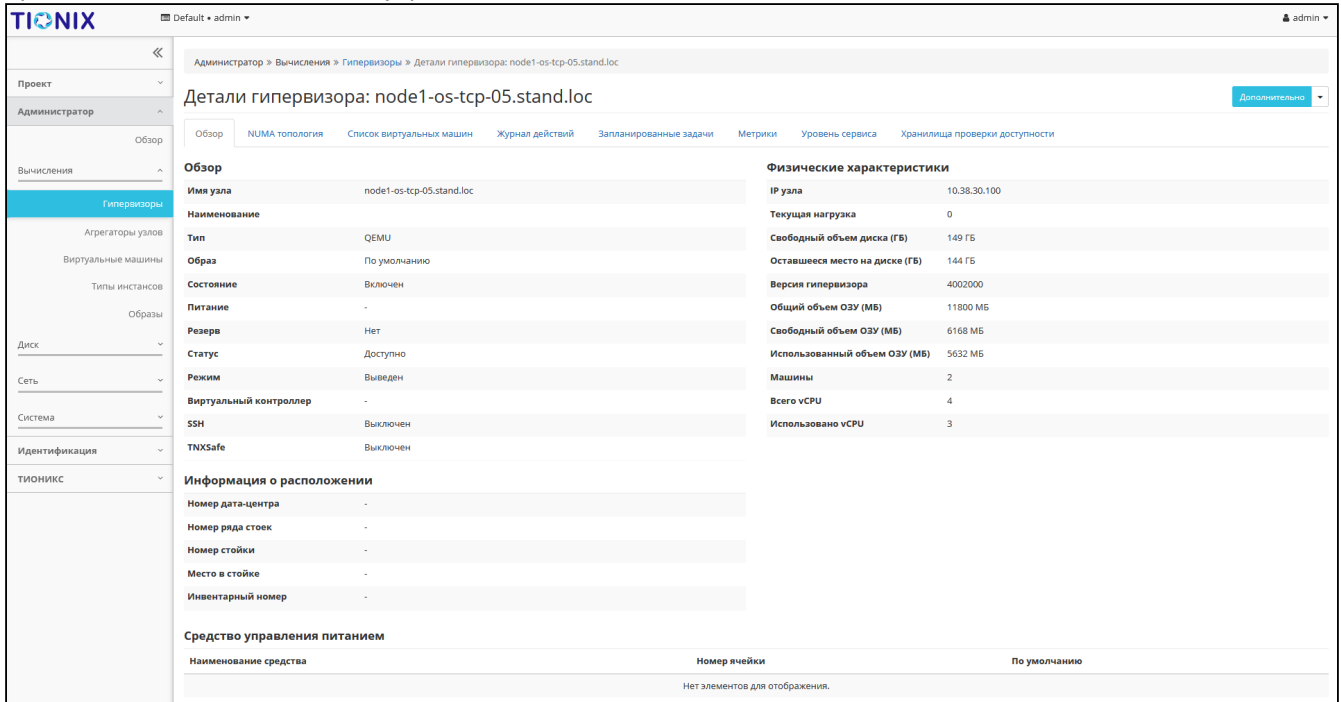 TIONIX
Default • admin
admin
Администратор » Вычисления » Гипервизоры » Детали гипервизора: node1-os-tcp-05.stand.loc
Проект
Администратор
Обзор
Вычисления
Гипервизоры
Агрегаторы узлов
Виртуальные машины
Типы инстансов
Образы
Диск
Сеть
Система
Идентификация
ТИОНИКС
Детали гипервизора: node1-os-tcp-05.stand.loc
Дополнительно
Обзор NUMA топология Список виртуальных машин Журнал действий Запланированные задачи Метрики Уровень сервиса Хранилища проверки доступности
Обзор
Имя узла node1-os-tcp-05.stand.loc
Наименование
Тип QEMU
Образ По умолчанию
Состояние Включен
Питание -
Резерв Нет
Статус Доступно
Режим Выведен
Виртуальный контроллер -
SSH Выключен
TNXSafe Выключен
Физические характеристики
IP узла 10.38.30.100
Текущая нагрузка 0
Свободный объем диска (ГБ) 149 ГБ
Оставшееся место на диске (ГБ) 144 ГБ
Версия гипервизора 4002000
Общий объем ОЗУ (МБ) 11800 МБ
Свободный объем ОЗУ (МБ) 6168 МБ
Использованный объем ОЗУ (МБ) 5632 МБ
Машины 2
Всего vCPU 4
Использовано vCPU 3
Информация о расположении
Номер дата-центра -
Номер ряда стоек -
Номер стойки -
Место в стойке -
Инвентарный номер -
Средство управления питанием
Наименование средства Номер ячейки По умолчанию
Нет элементов для отображения.